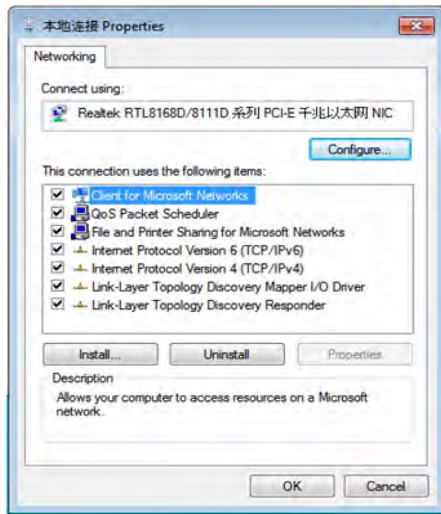 本地连接 Properties
Networking
Connect using:
Realtek RTL8168D/8111D 系列 PCI-E 千兆以太网 NIC
Configure...
This connection uses the following items:
Client for Microsoft Networks
QoS Packet Scheduler
File and Printer Sharing for Microsoft Networks
Internet Protocol Version 6 (TCP/IPv6)
Internet Protocol Version 4 (TCP/IPv4)
Link-Layer Topology Discovery Mapper I/O Driver
Link-Layer Topology Discovery Responder
Install... Uninstall Properties
Description
Allows your computer to access resources on a Microsoft
network.
OK Cancel